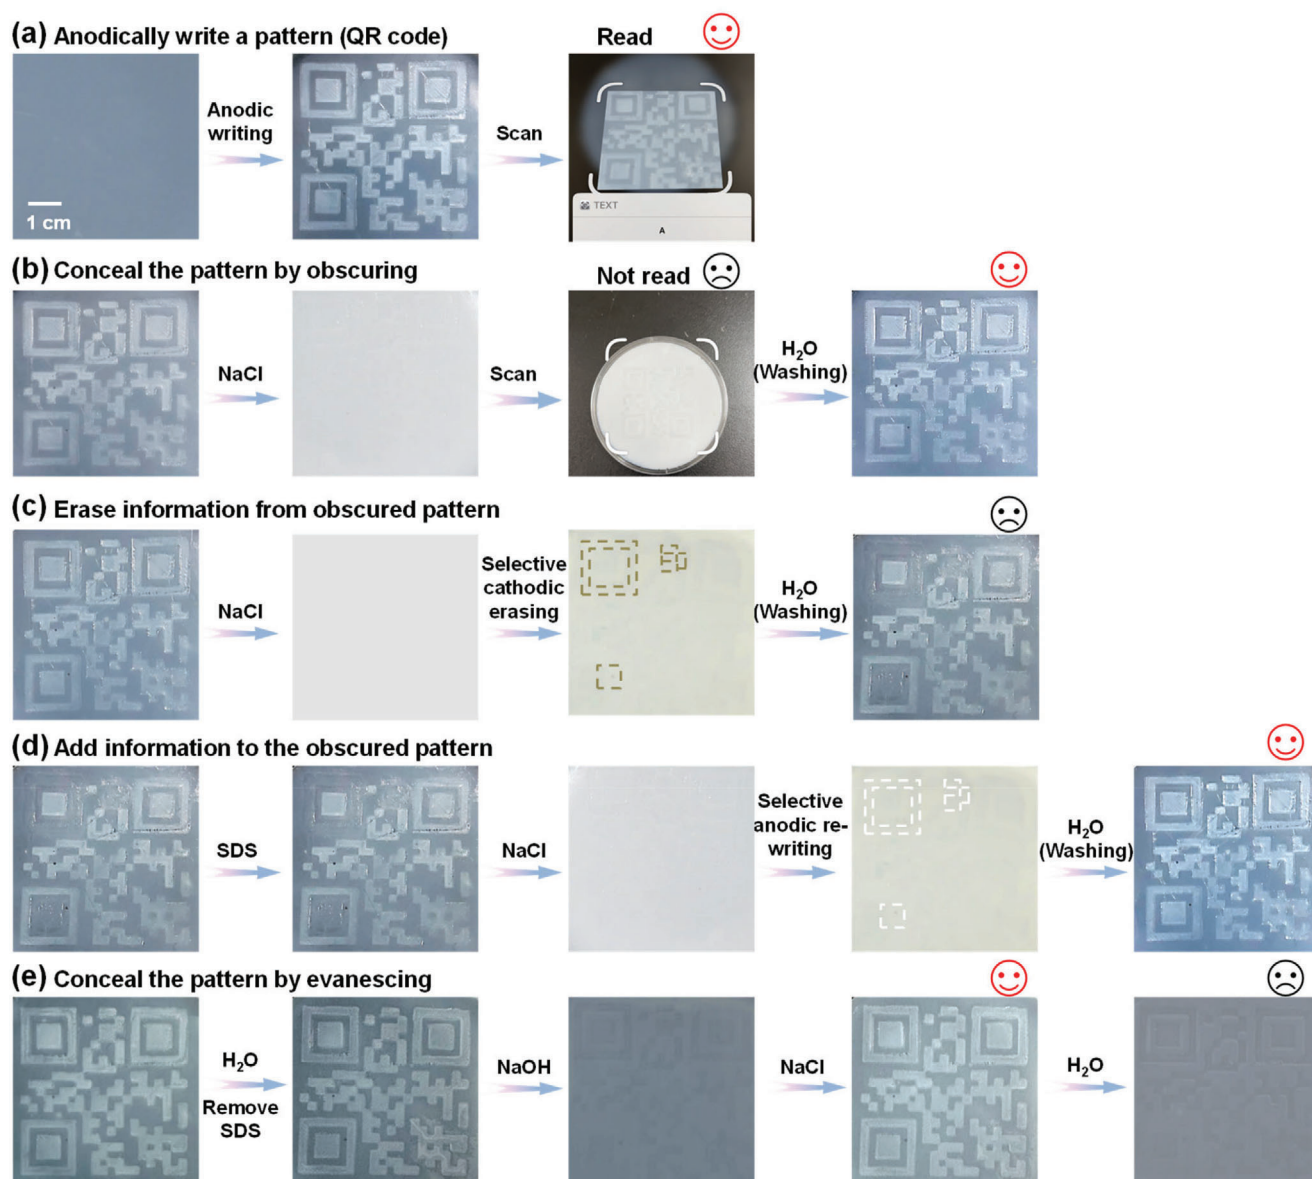 (a) Anodically write a pattern (QR code)
Read
Anodic
writing
Scan
1 cm
TEXT
A
(b) Conceal the pattern by obscuring
Not read
NaCl
Scan
H₂O
(Washing)
(c) Erase information from obscured pattern
NaCl
Selective
cathodic
erasing
H₂O
(Washing)
(d) Add information to the obscured pattern
SDS
NaCl
Selective
anodic re-
writing
H₂O
(Washing)
(e) Conceal the pattern by evanescing
H₂O
Remove
SDS
NaOH
NaCl
H₂O